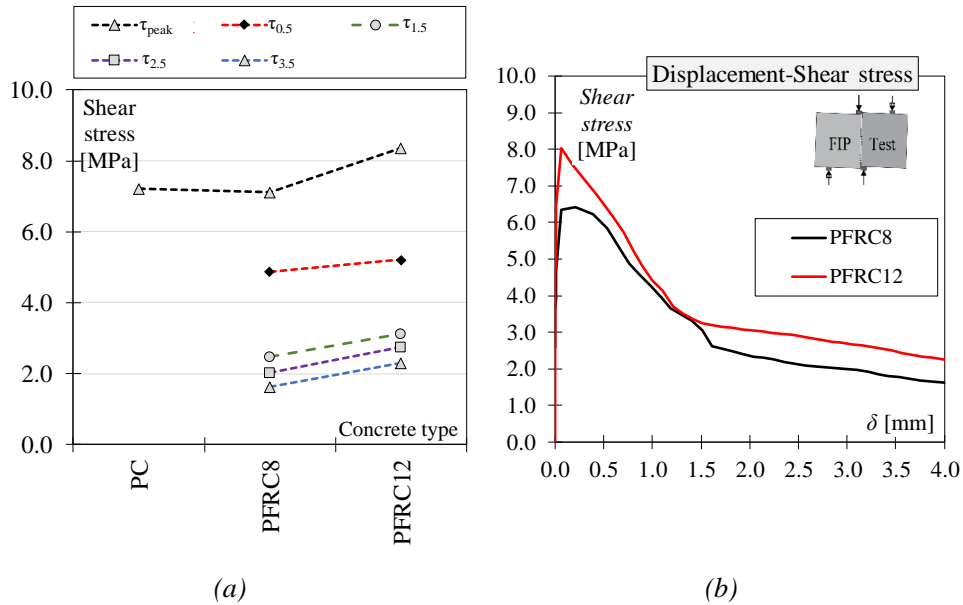 τpeak
τ0.5
τ1.5
τ2.5
τ3.5
Shear
stress
[MPa]
10.0
8.0
6.0
4.0
2.0
0.0
Concrete type
PC
PFRC8
PFRC12
(a)
Displacement-Shear stress
Shear
stress
[MPa]
FIP
Test
PFRC8
PFRC12
10.0
9.0
8.0
7.0
6.0
5.0
4.0
3.0
2.0
1.0
0.0
δ [mm]
0.0 0.5 1.0 1.5 2.0 2.5 3.0 3.5 4.0
(b)